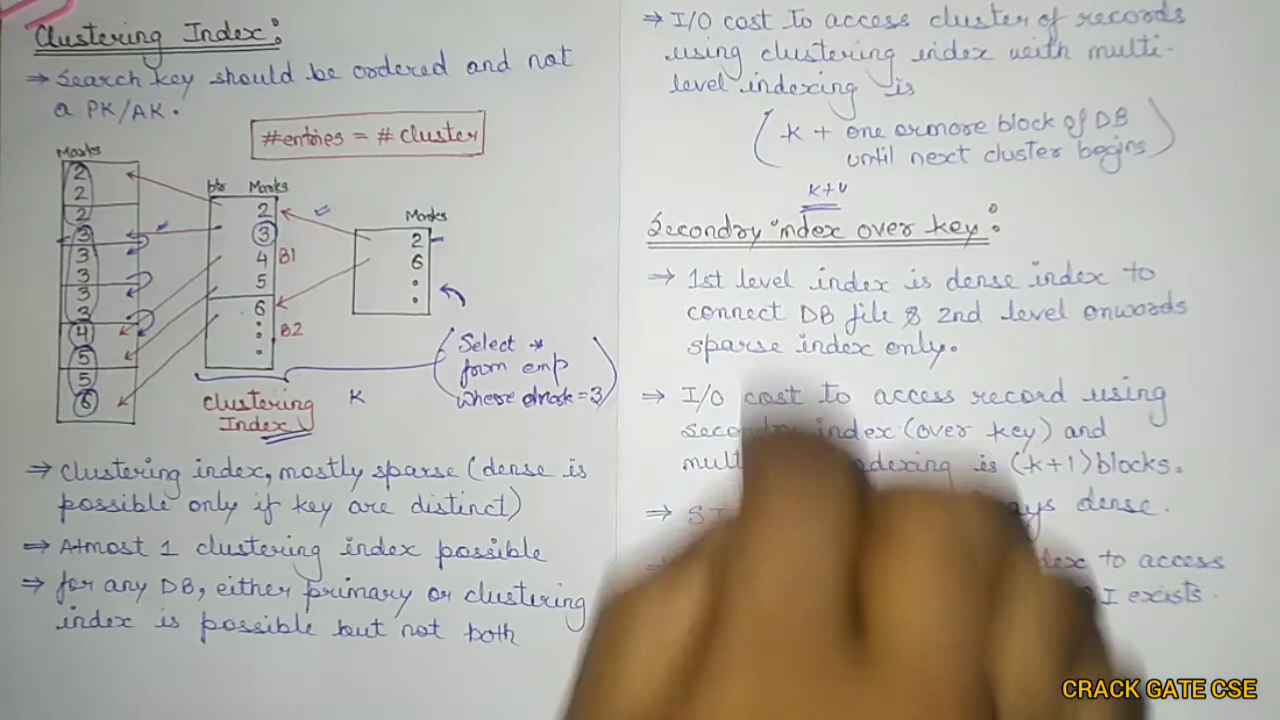 Clustering Index:
⇒ Search key should be ordered and not
a PK/AK.
#entries = # cluster
Marks
2
2
2
3
3
3
3
3
4
5
5
6
btr Marks
2
3
4 B1
5
6
: B2
.
Marks
2
6
.
.
Select *
from emp
where dmark = 3
Clustering
Index
K
⇒ Clustering index, mostly sparse (dense is
possible only if key are distinct)
⇒ Atmost 1 clustering index possible
⇒ for any DB, either primary or clustering
index is possible but not both
⇒ I/O cost to access cluster of records
using clustering index with multi-
level indexing is
(K + one or more block of DB
until next cluster begins)
K+
Secondry index over key:
⇒ 1st level index is dense index to
connect DB file & 2nd level onwords
sparse index only.
⇒ I/O cost to access record using
index (over key) and
is (k+1) blocks.
⇒ dense.
to access
exists.
CRACK GATE CSE